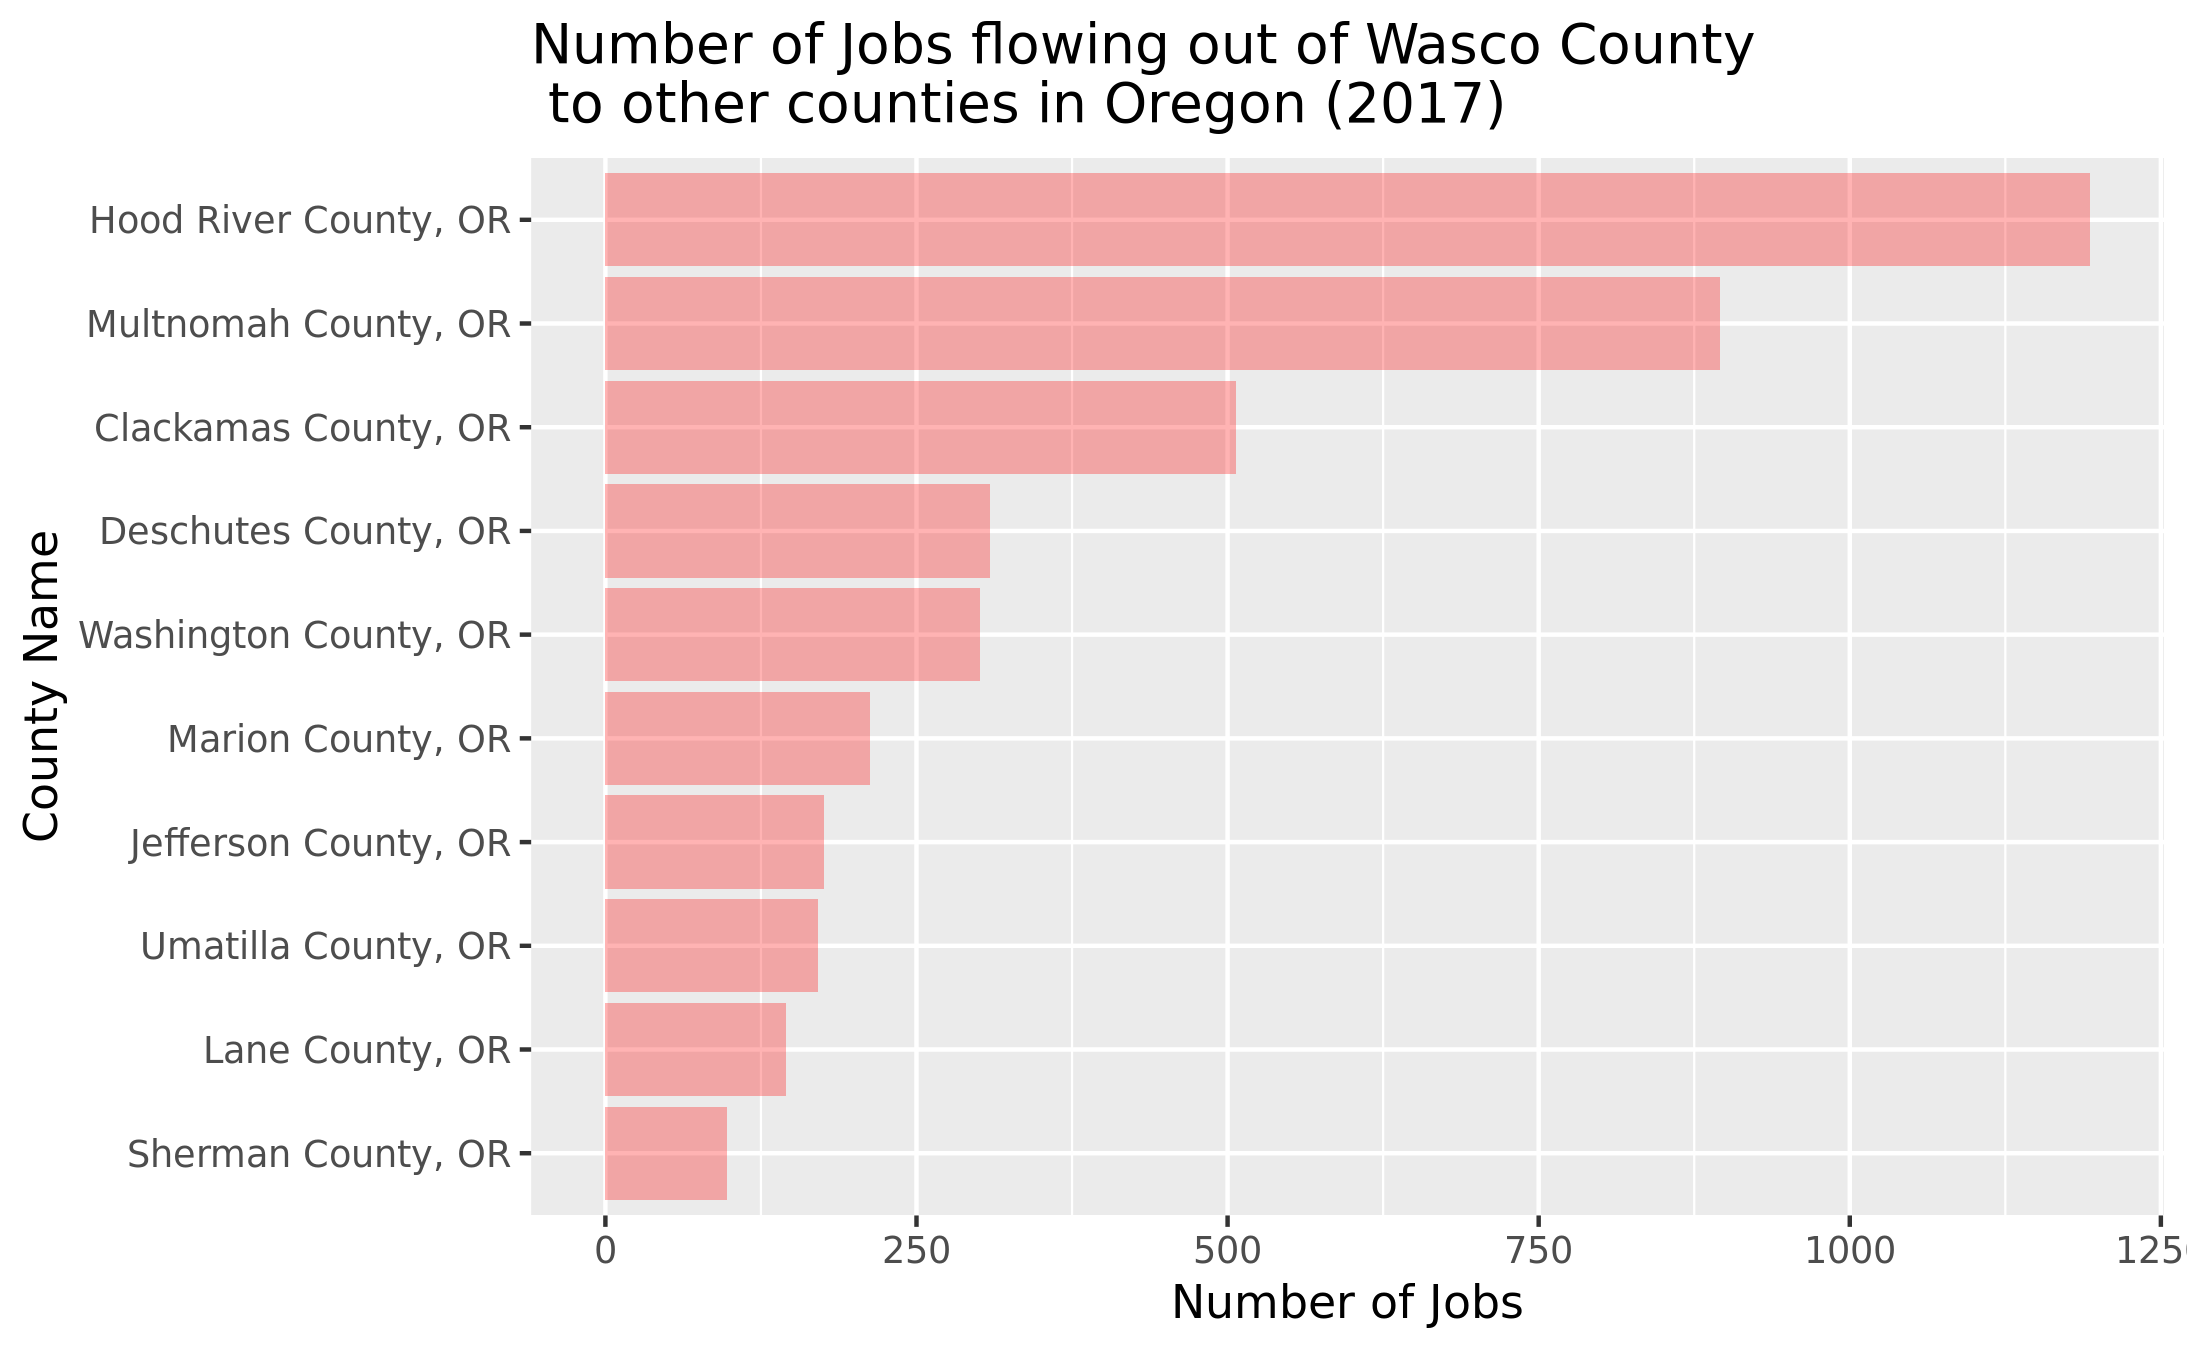 Number of Jobs flowing out of Wasco County
to other counties in Oregon (2017)
County Name
Hood River County, OR
Multnomah County, OR
Clackamas County, OR
Deschutes County, OR
Washington County, OR
Marion County, OR
Jefferson County, OR
Umatilla County, OR
Lane County, OR
Sherman County, OR
0 250 500 750 1000 1250
Number of Jobs